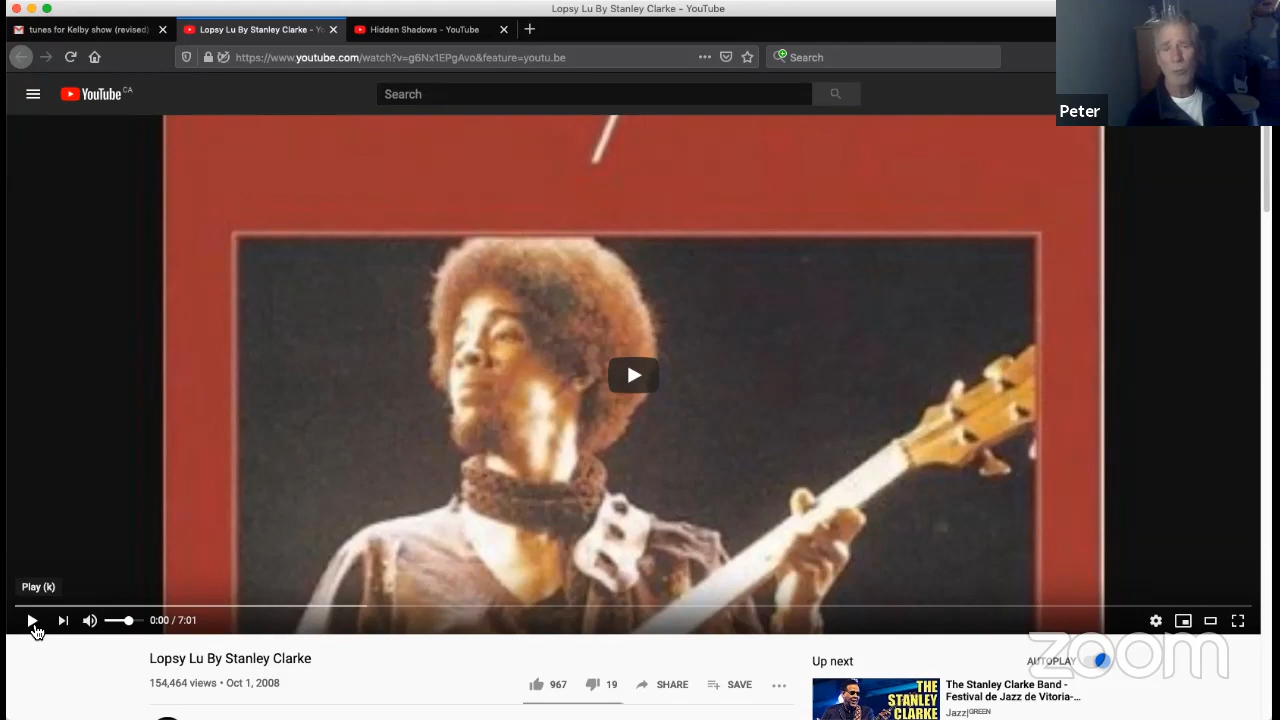 Lopsy Lu By Stanley Clarke - YouTube
tunes for Kelby show (revised)
Lopsy Lu By Stanley Clarke - Yo
Hidden Shadows - YouTube
https://www.youtube.com/watch?v=g6Nx1EPgAvo&feature=youtu.be
Search
YouTube CA
Search
Peter
Play (k)
0:00 / 7:01
Lopsy Lu By Stanley Clarke
154,464 views • Oct 1, 2008
967
19
SHARE
SAVE
Up next
AUTOPLAY
zoom
THE
STANLEY
CLARKE
The Stanley Clarke Band -
Festival de Jazz de Vitoria-...
Jazz|GREEN